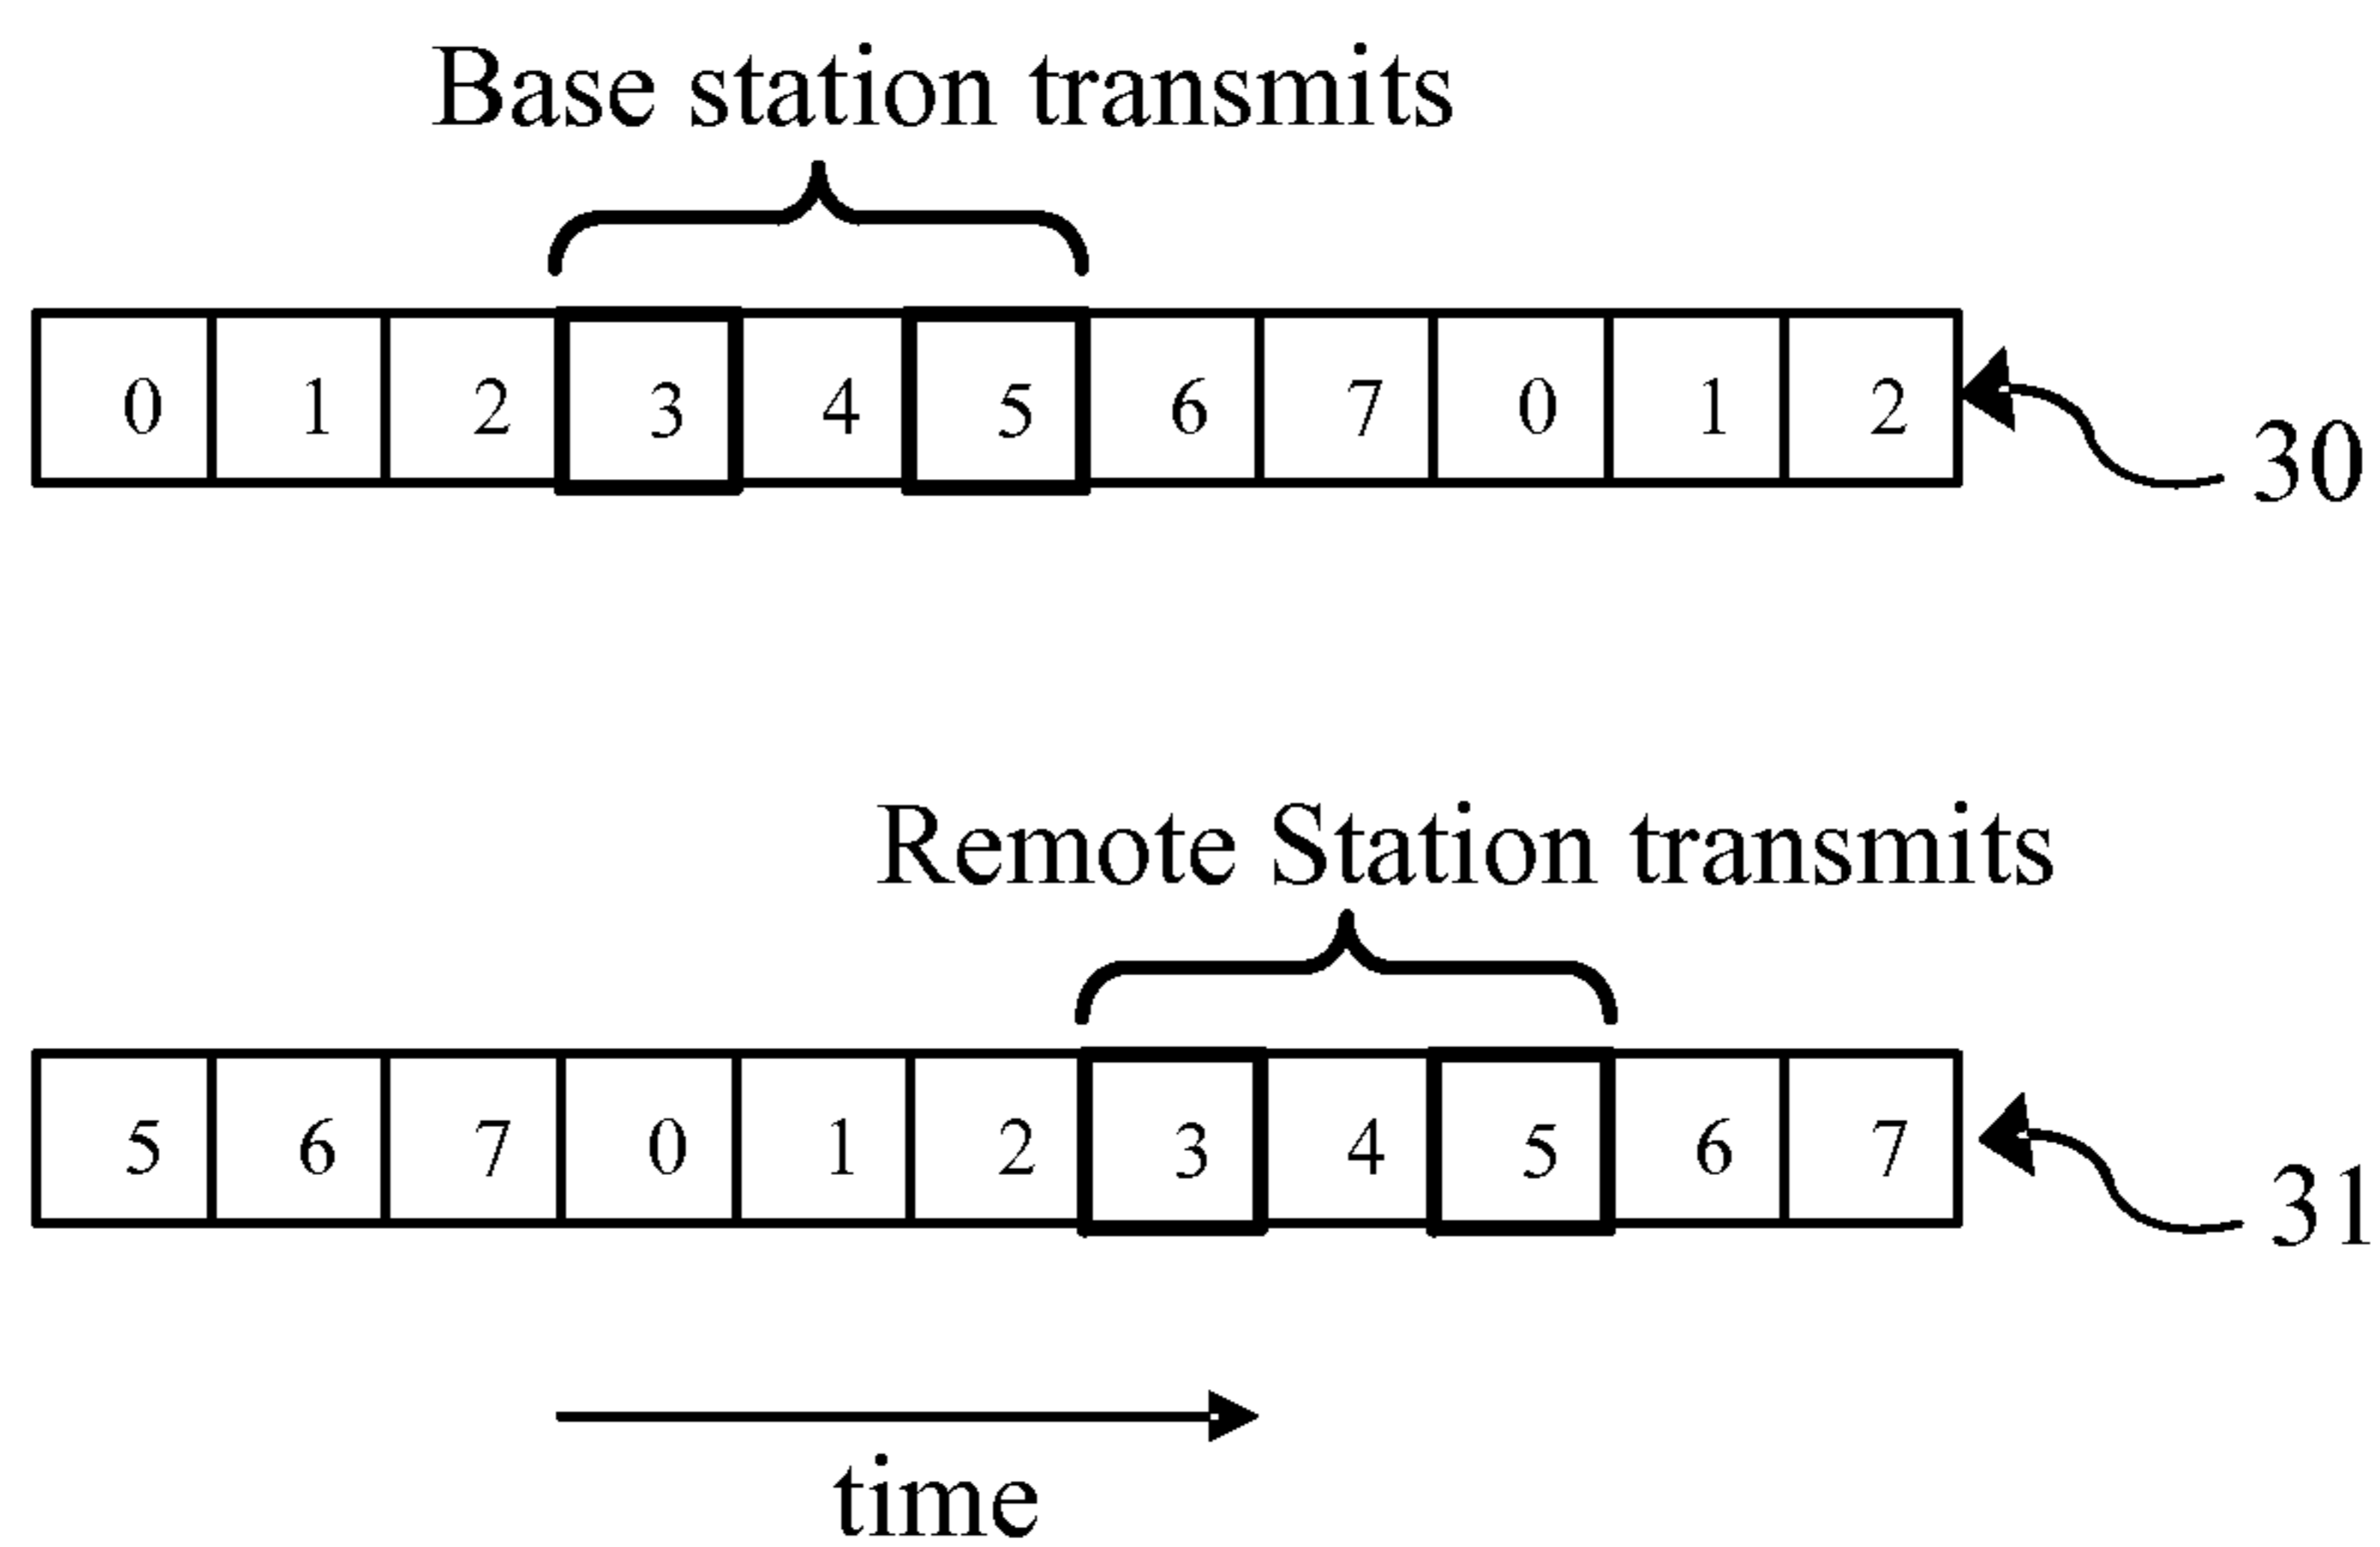 Base station transmits
0 1 2 3 4 5 6 7 0 1 2
30
Remote Station transmits
5 6 7 0 1 2 3 4 5 6 7
31
time